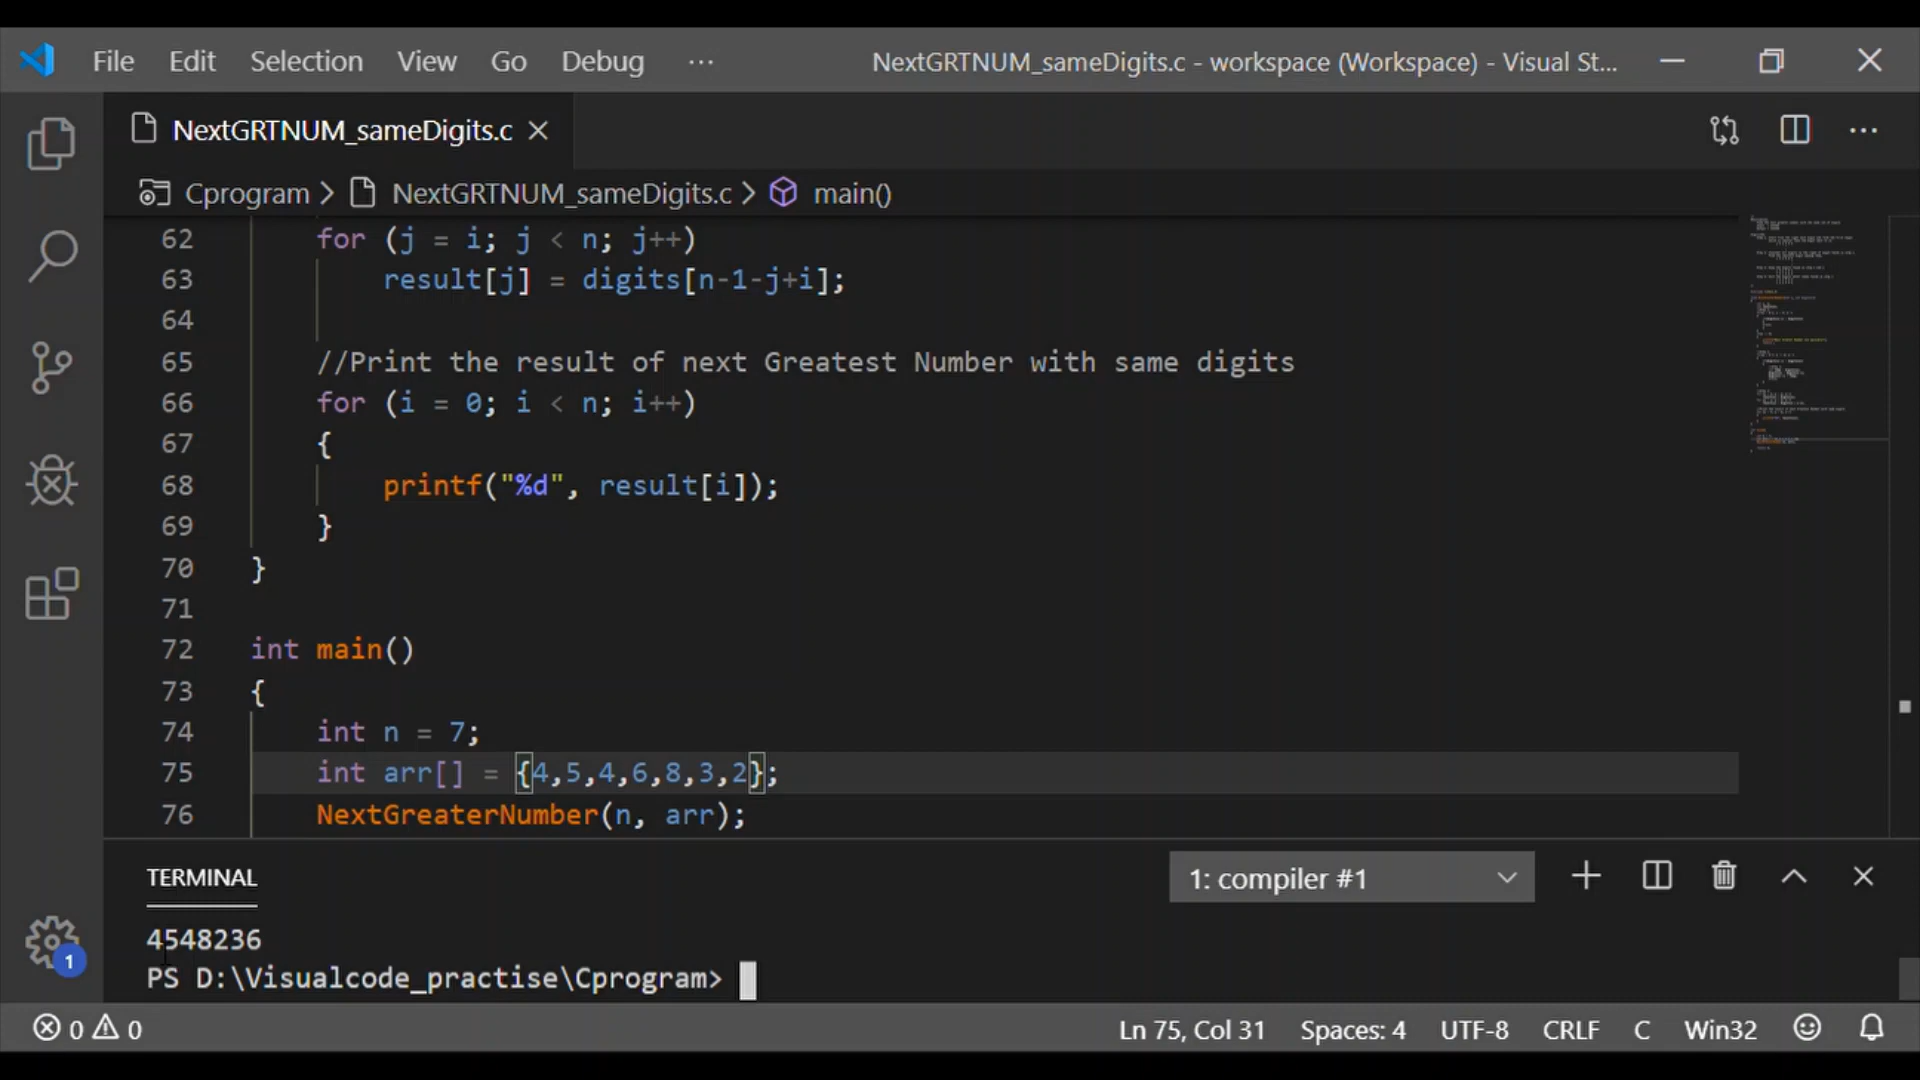 File Edit Selection View Go Debug ··· NextGRTNUM_sameDigits.c - workspace (Workspace) - Visual St...
NextGRTNUM_sameDigits.c
Cprogram > NextGRTNUM_sameDigits.c > main()
62 for (j = i; j < n; j++)
63 result[j] = digits[n-1-j+i];
64
65 //Print the result of next Greatest Number with same digits
66 for (i = 0; i < n; i++)
67 {
68 printf("%d", result[i]);
69 }
70 }
71
72 int main()
73 {
74 int n = 7;
75 int arr[] = {4,5,4,6,8,3,2};
76 NextGreaterNumber(n, arr);
TERMINAL 1: compiler #1
4548236
PS D:\Visualcode_practise\Cprogram>
1
0 0 Ln 75, Col 31 Spaces: 4 UTF-8 CRLF C Win32